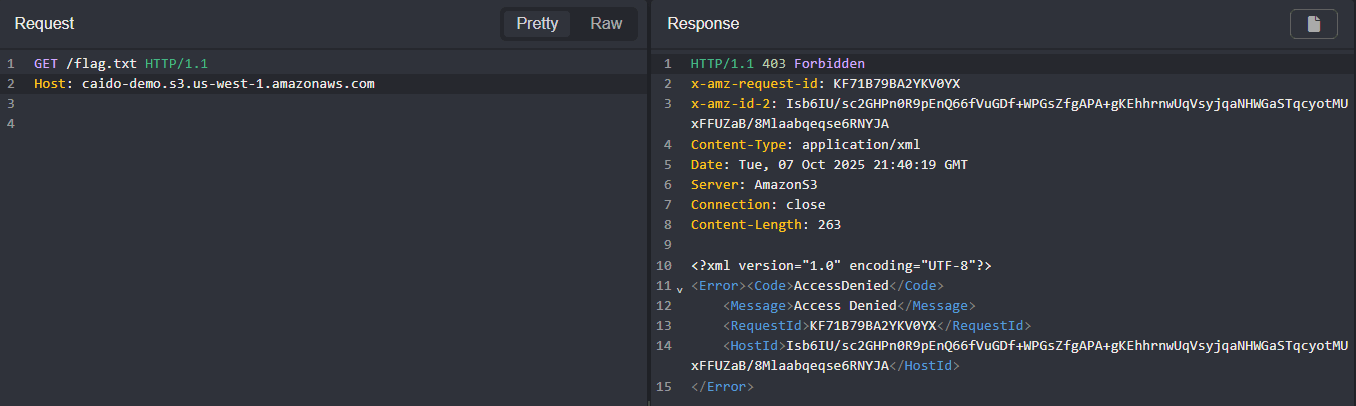 Request Pretty Raw
1 GET /flag.txt HTTP/1.1
2 Host: caido-demo.s3.us-west-1.amazonaws.com
3
4
Response
1 HTTP/1.1 403 Forbidden
2 x-amz-request-id: KF71B79BA2YKV0YX
3 x-amz-id-2: Isb6IU/sc2GHPn0R9pEnQ66fVuGDf+WPGsZfgAPA+gKEhhrnwUqVsyjqaNHWGaSTqcyotMU
xFFUZaB/8Mlaabqeqse6RNYJA
4 Content-Type: application/xml
5 Date: Tue, 07 Oct 2025 21:40:19 GMT
6 Server: AmazonS3
7 Connection: close
8 Content-Length: 263
9
10 <?xml version="1.0" encoding="UTF-8"?>
11 <Error><Code>AccessDenied</Code>
12 <Message>Access Denied</Message>
13 <RequestId>KF71B79BA2YKV0YX</RequestId>
14 <HostId>Isb6IU/sc2GHPn0R9pEnQ66fVuGDf+WPGsZfgAPA+gKEhhrnwUqVsyjqaNHWGaSTqcyotMU
xFFUZaB/8Mlaabqeqse6RNYJA</HostId>
15 </Error>